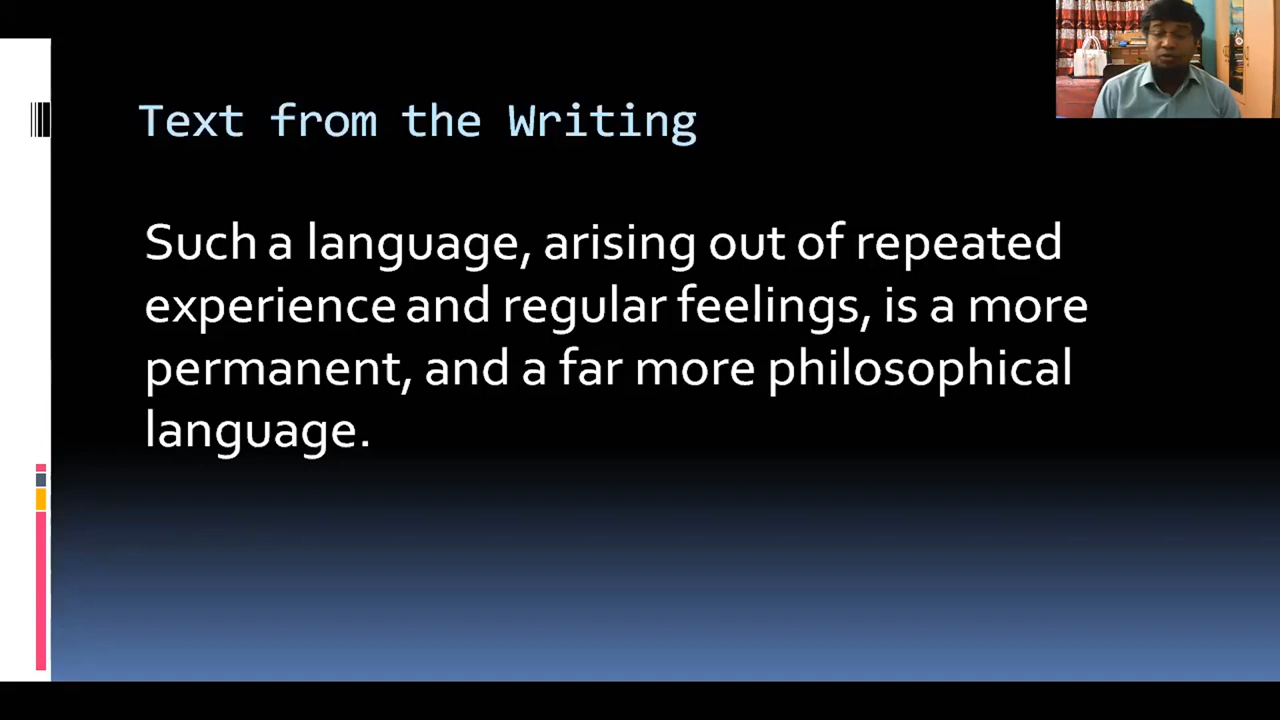 Text from the Writing
Such a language, arising out of repeated
experience and regular feelings, is a more
permanent, and a far more philosophical
language.